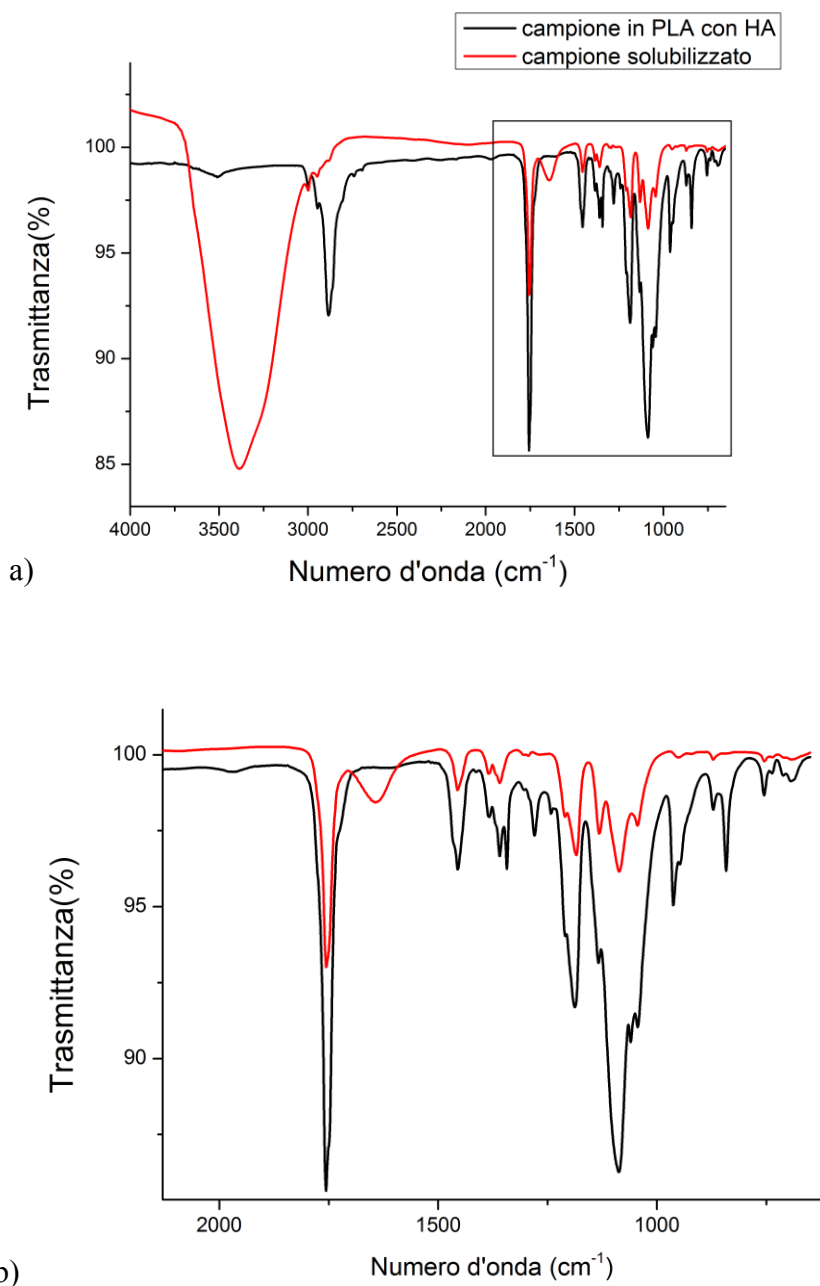 campione in PLA con HA
campione solubilizzato
100
95
90
85
Trasmittanza(%)
4000 3500 3000 2500 2000 1500 1000
a)
Numero d'onda (cm⁻¹)
100
95
90
Trasmittanza(%)
2000 1500 1000
Numero d'onda (cm⁻¹)